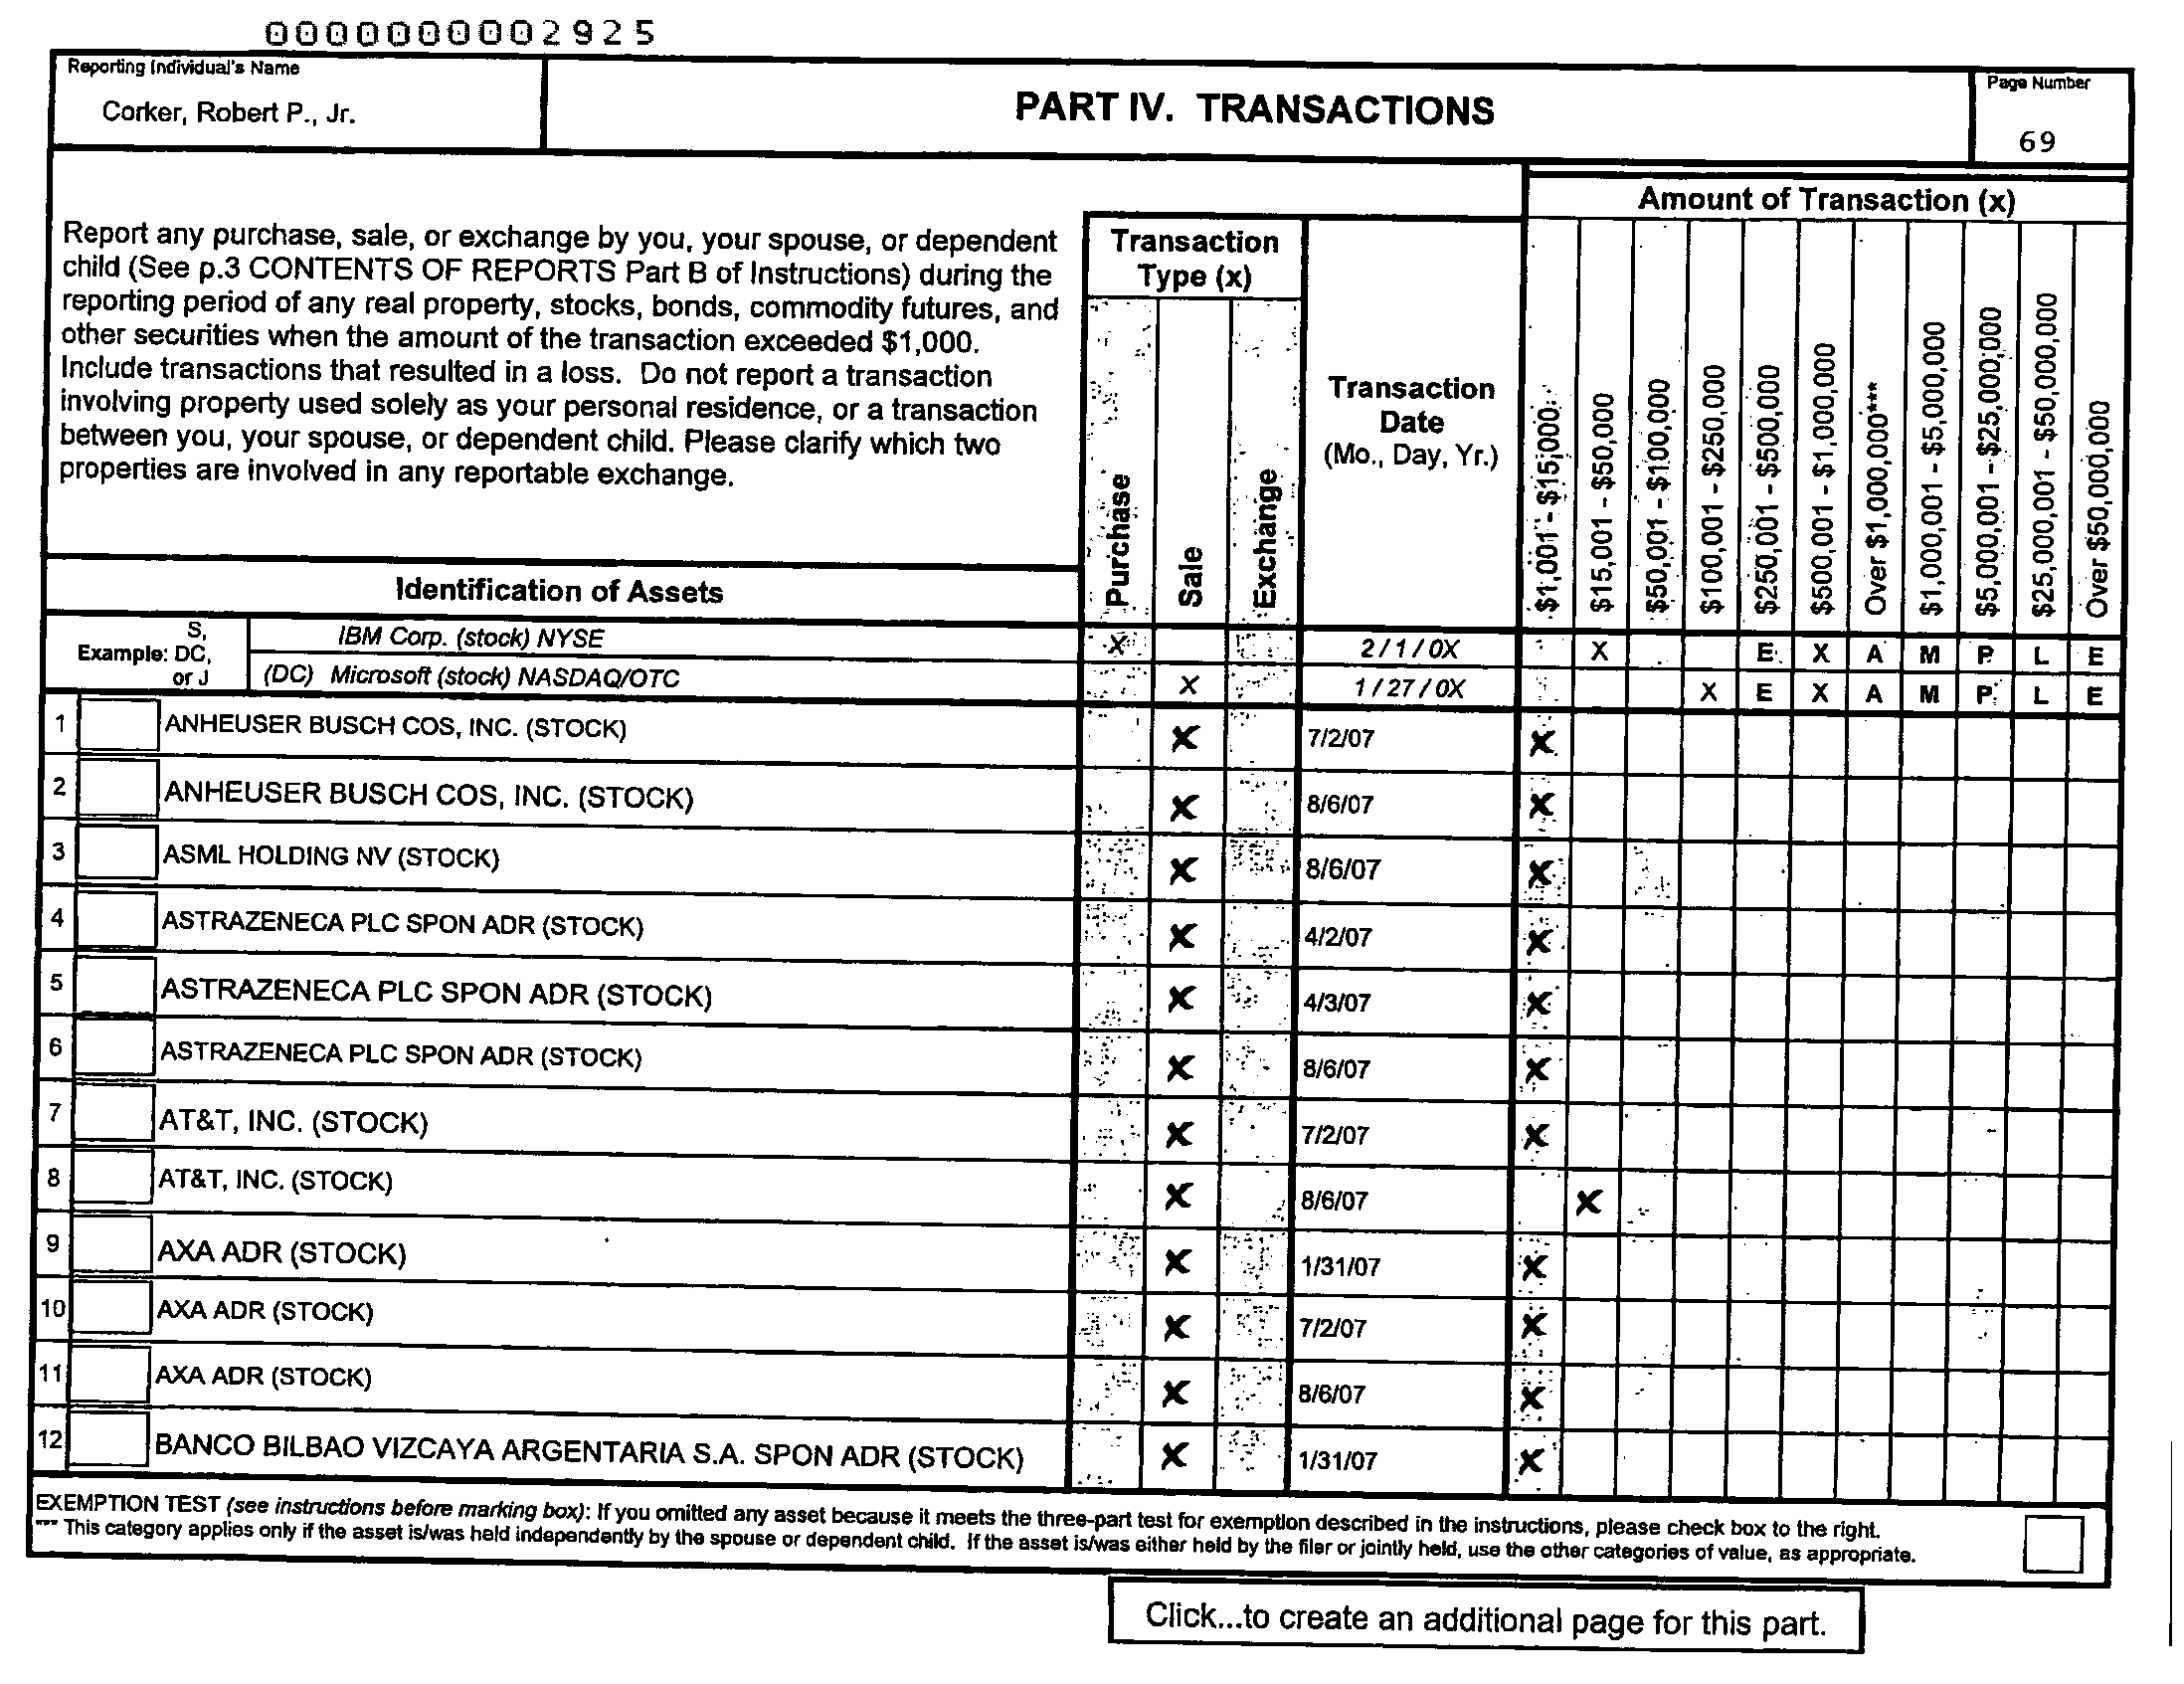 0000000002925
Reporting Individual's Name
Corker, Robert P., Jr.
PART IV. TRANSACTIONS
Page Number
69
Report any purchase, sale, or exchange by you, your spouse, or dependent
child (See p.3 CONTENTS OF REPORTS Part B of Instructions) during the
reporting period of any real property, stocks, bonds, commodity futures, and
other securities when the amount of the transaction exceeded $1,000.
Include transactions that resulted in a loss. Do not report a transaction
involving property used solely as your personal residence, or a transaction
between you, your spouse, or dependent child. Please clarify which two
properties are involved in any reportable exchange.
Transaction
Type (x)
Purchase
Sale
Exchange
Transaction
Date
(Mo., Day, Yr.)
Amount of Transaction (x)
$1,001 - $15,000
$15,001 - $50,000
$50,001 - $100,000
$100,001 - $250,000
$250,001 - $500,000
$500,001 - $1,000,000
Over $1,000,000***
$1,000,001 - $5,000,000
$5,000,001 - $25,000,000
$25,000,001 - $50,000,000
Over $50,000,000
Identification of Assets
Example: S, DC, or J
IBM Corp. (stock) NYSE X 2 / 1 / 0X X E X A M P L E
(DC) Microsoft (stock) NASDAQ/OTC X 1 / 27 / 0X X E X A M P L E
1 ANHEUSER BUSCH COS, INC. (STOCK) X 7/2/07 X
2 ANHEUSER BUSCH COS, INC. (STOCK) X 8/6/07 X
3 ASML HOLDING NV (STOCK) X 8/6/07 X
4 ASTRAZENECA PLC SPON ADR (STOCK) X 4/2/07 X
5 ASTRAZENECA PLC SPON ADR (STOCK) X 4/3/07 X
6 ASTRAZENECA PLC SPON ADR (STOCK) X 8/6/07 X
7 AT&T, INC. (STOCK) X 7/2/07 X
8 AT&T, INC. (STOCK) X 8/6/07 X
9 AXA ADR (STOCK) X 1/31/07 X
10 AXA ADR (STOCK) X 7/2/07 X
11 AXA ADR (STOCK) X 8/6/07 X
12 BANCO BILBAO VIZCAYA ARGENTARIA S.A. SPON ADR (STOCK) X 1/31/07 X
EXEMPTION TEST (see instructions before marking box): If you omitted any asset because it meets the three-part test for exemption described in the instructions, please check box to the right.
*** This category applies only if the asset is/was held independently by the spouse or dependent child. If the asset is/was either held by the filer or jointly held, use the other categories of value, as appropriate.
Click...to create an additional page for this part.